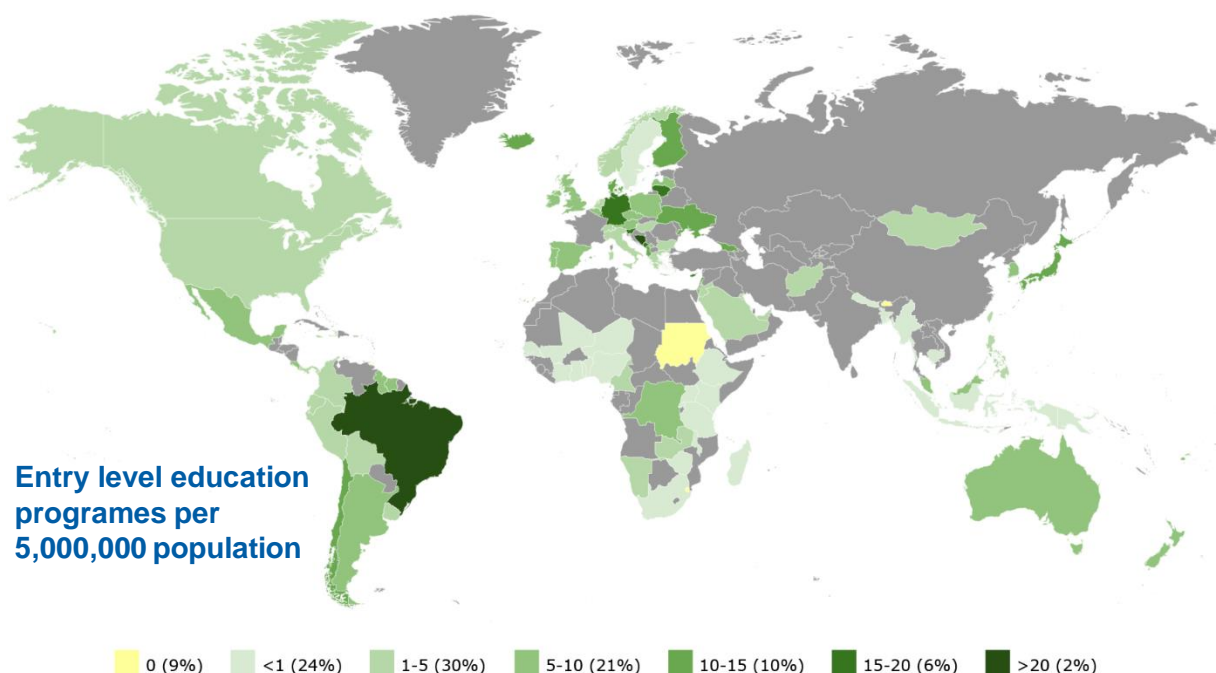 Entry level education
programes per
5,000,000 population
0 (9%) <1 (24%) 1-5 (30%) 5-10 (21%) 10-15 (10%) 15-20 (6%) >20 (2%)